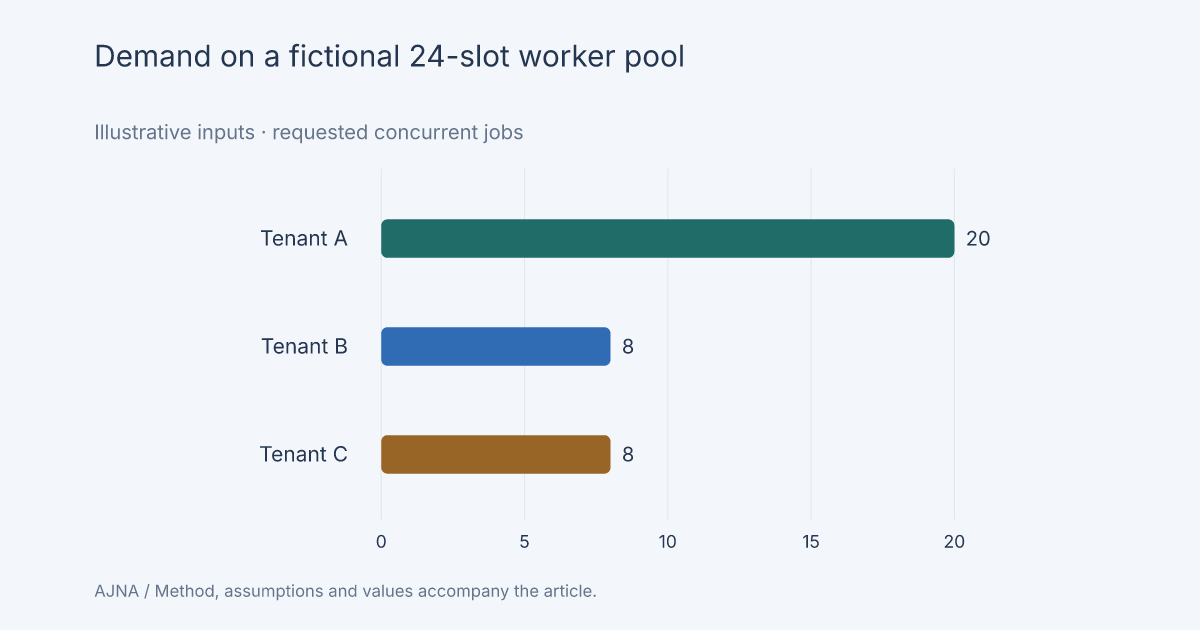 Demand on a fictional 24-slot worker pool
Illustrative inputs · requested concurrent jobs
Tenant A 20
Tenant B 8
Tenant C 8
0 5 10 15 20
AJNA / Method, assumptions and values accompany the article.